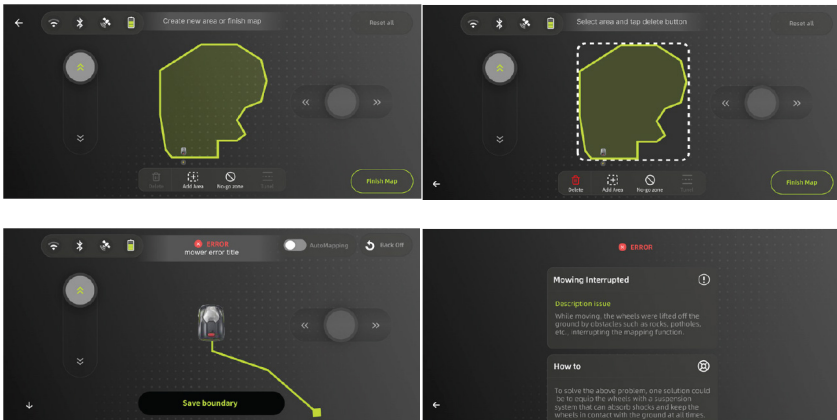 Create new area or finish map
Reset all
Delete
Add Area
No-go zone
Finish Map
Select area and tap delete button
Reset all
Delete
Add Area
No-go zone
Finish Map
ERROR
mower error title
AutoMapping
Back Off
Save boundary
ERROR
Mowing Interrupted
Description issue
While moving, the wheels were lifted off the
ground by obstacles such as rocks, potholes,
etc., interrupting the mapping function.
How to
To solve the above problem, one solution could
be to equip the wheels with a suspension
system that can absorb shocks and keep the
wheels in contact with the ground at all times.